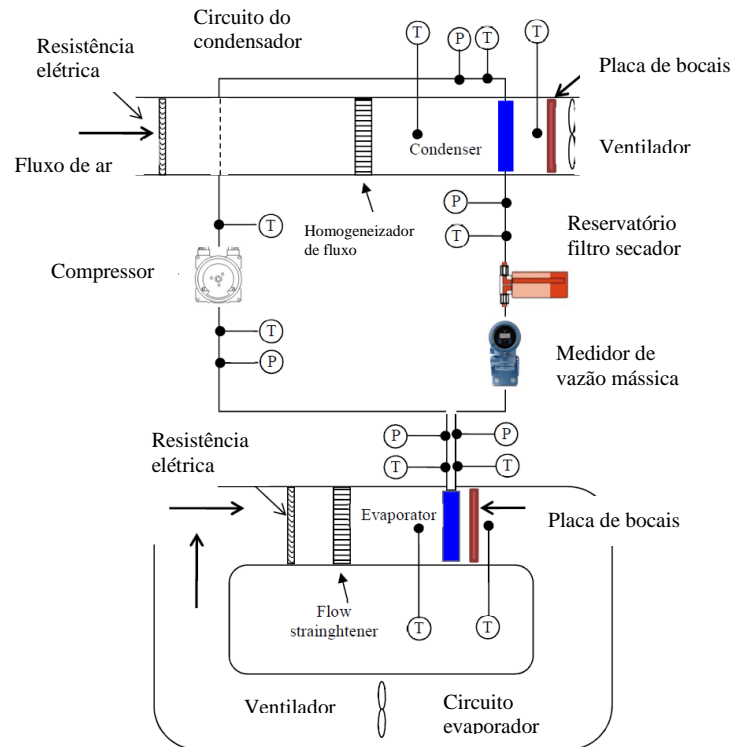 Circuito do
condensador
Resistência
elétrica
T
P
T
T
Placa de bocais
Condenser
Ventilador
Fluxo de ar
Homogeneizador
de fluxo
T
P
T
Reservatório
filtro secador
Compressor
T
P
Medidor de
vazão mássica
Resistência
elétrica
P
P
T
T
Evaporator
Placa de bocais
Flow
strainghtener
T
T
Ventilador
Circuito
evaporador